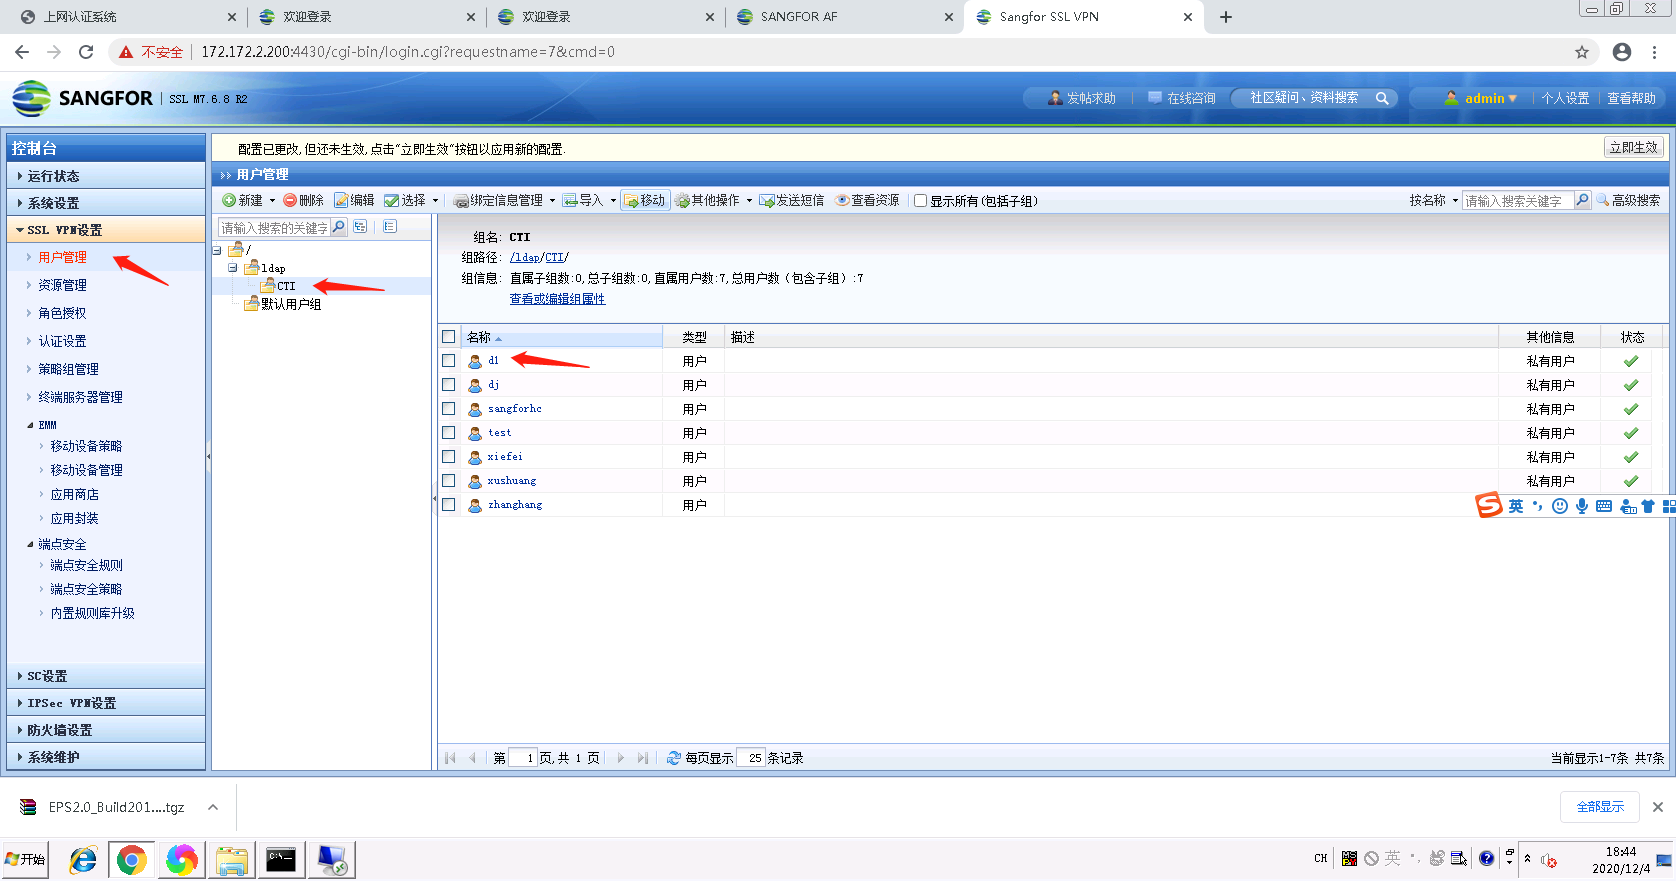 上网认证系统
欢迎登录
欢迎登录
SANGFOR AF
Sangfor SSL VPN
不安全
172.172.2.200:4430/cgi-bin/login.cgi?requestname=7&cmd=0
SANGFOR
SSL M7.6.8 R2
发帖求助
在线咨询
社区疑问、资料搜索
admin
个人设置
查看帮助
控制台
运行状态
系统设置
SSL VPN设置
用户管理
资源管理
角色授权
认证设置
策略组管理
终端服务器管理
EMM
移动设备策略
移动设备管理
应用商店
应用封装
端点安全
端点安全规则
端点安全策略
内置规则库升级
SC设置
IPSec VPN设置
防火墙设置
系统维护
配置已更改,但还未生效,点击“立即生效”按钮以应用新的配置.
立即生效
用户管理
新建 删除 编辑 选择 绑定信息管理 导入 移动 其他操作 发送短信 查看资源 显示所有(包括子组)
按名称 请输入搜索关键字 高级搜索
请输入搜索的关键字
/
ldap
CTI
默认用户组
组名: CTI
组路径: /ldap/CTI/
组信息: 直属子组数:0,总子组数:0,直属用户数:7,总用户数（包含子组）:7
查看或编辑组属性
名称 类型 描述 其他信息 状态
d1 用户 私有用户
dj 用户 私有用户
sangforhc 用户 私有用户
test 用户 私有用户
xiefei 用户 私有用户
xushuang 用户 私有用户
zhanghang 用户
英
第 1 页,共 1 页 每页显示 25 条记录
当前显示1-7条 共7条
EPS2.0_Build201....tgz
全部显示
开始
CH
英
18:44
2020/12/4